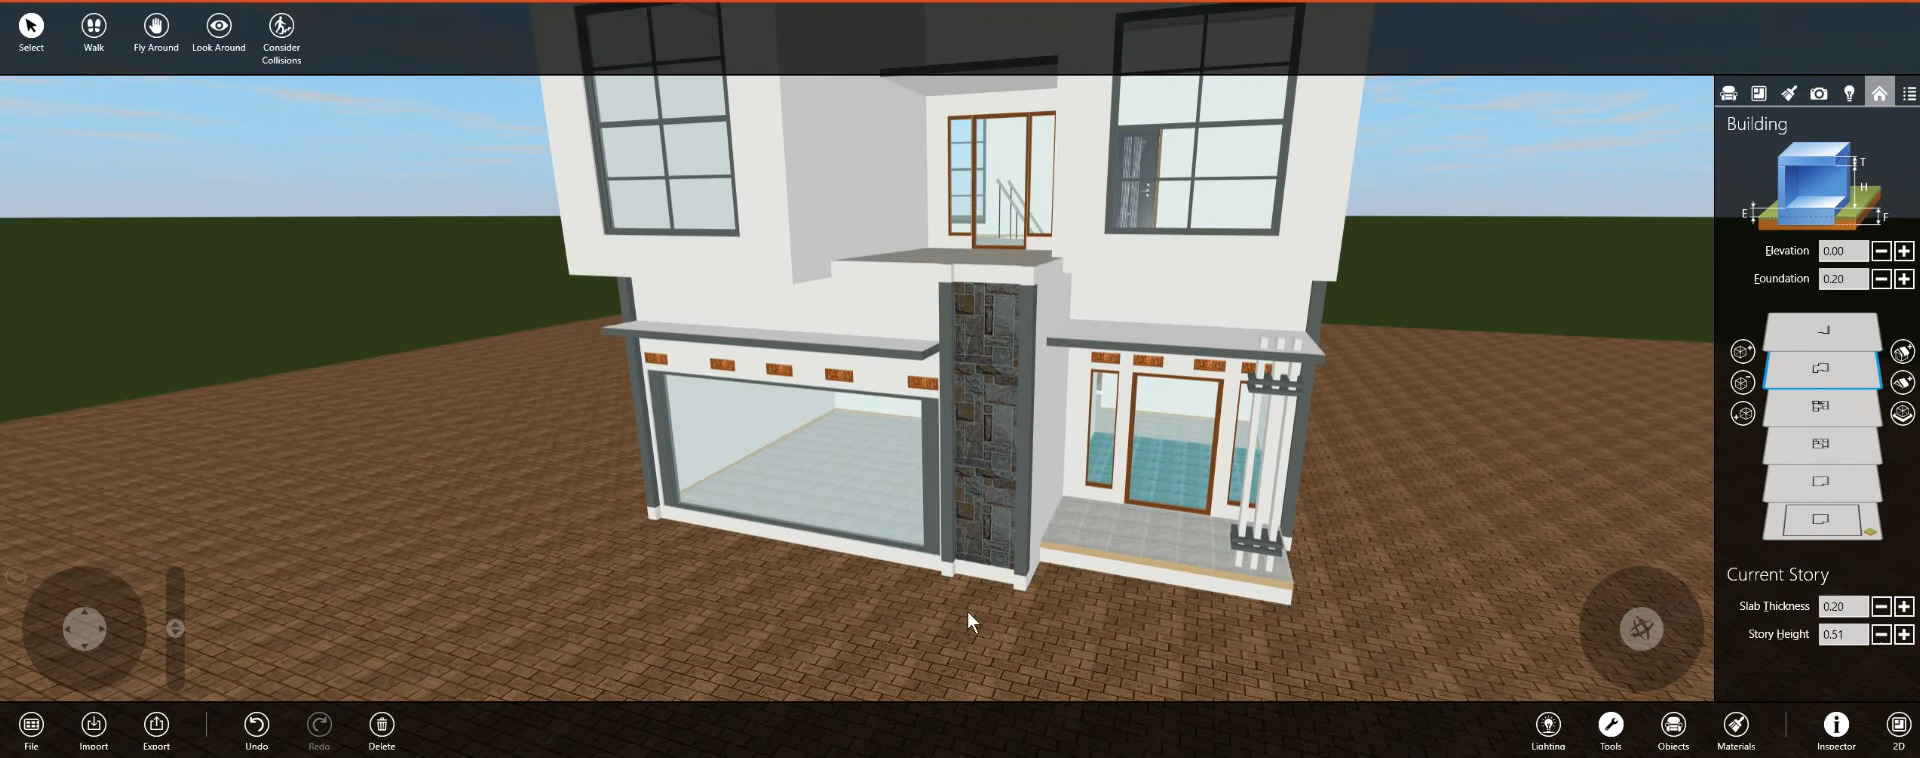 Select
Walk
Fly Around
Look Around
Consider
Collisions
Building
T
H
E
F
Elevation 0.00
Foundation 0.20
Current Story
Slab Thickness 0.20
Story Height 0.51
File
Import
Export
Undo
Redo
Delete
Lighting
Tools
Objects
Materials
Inspector
2D